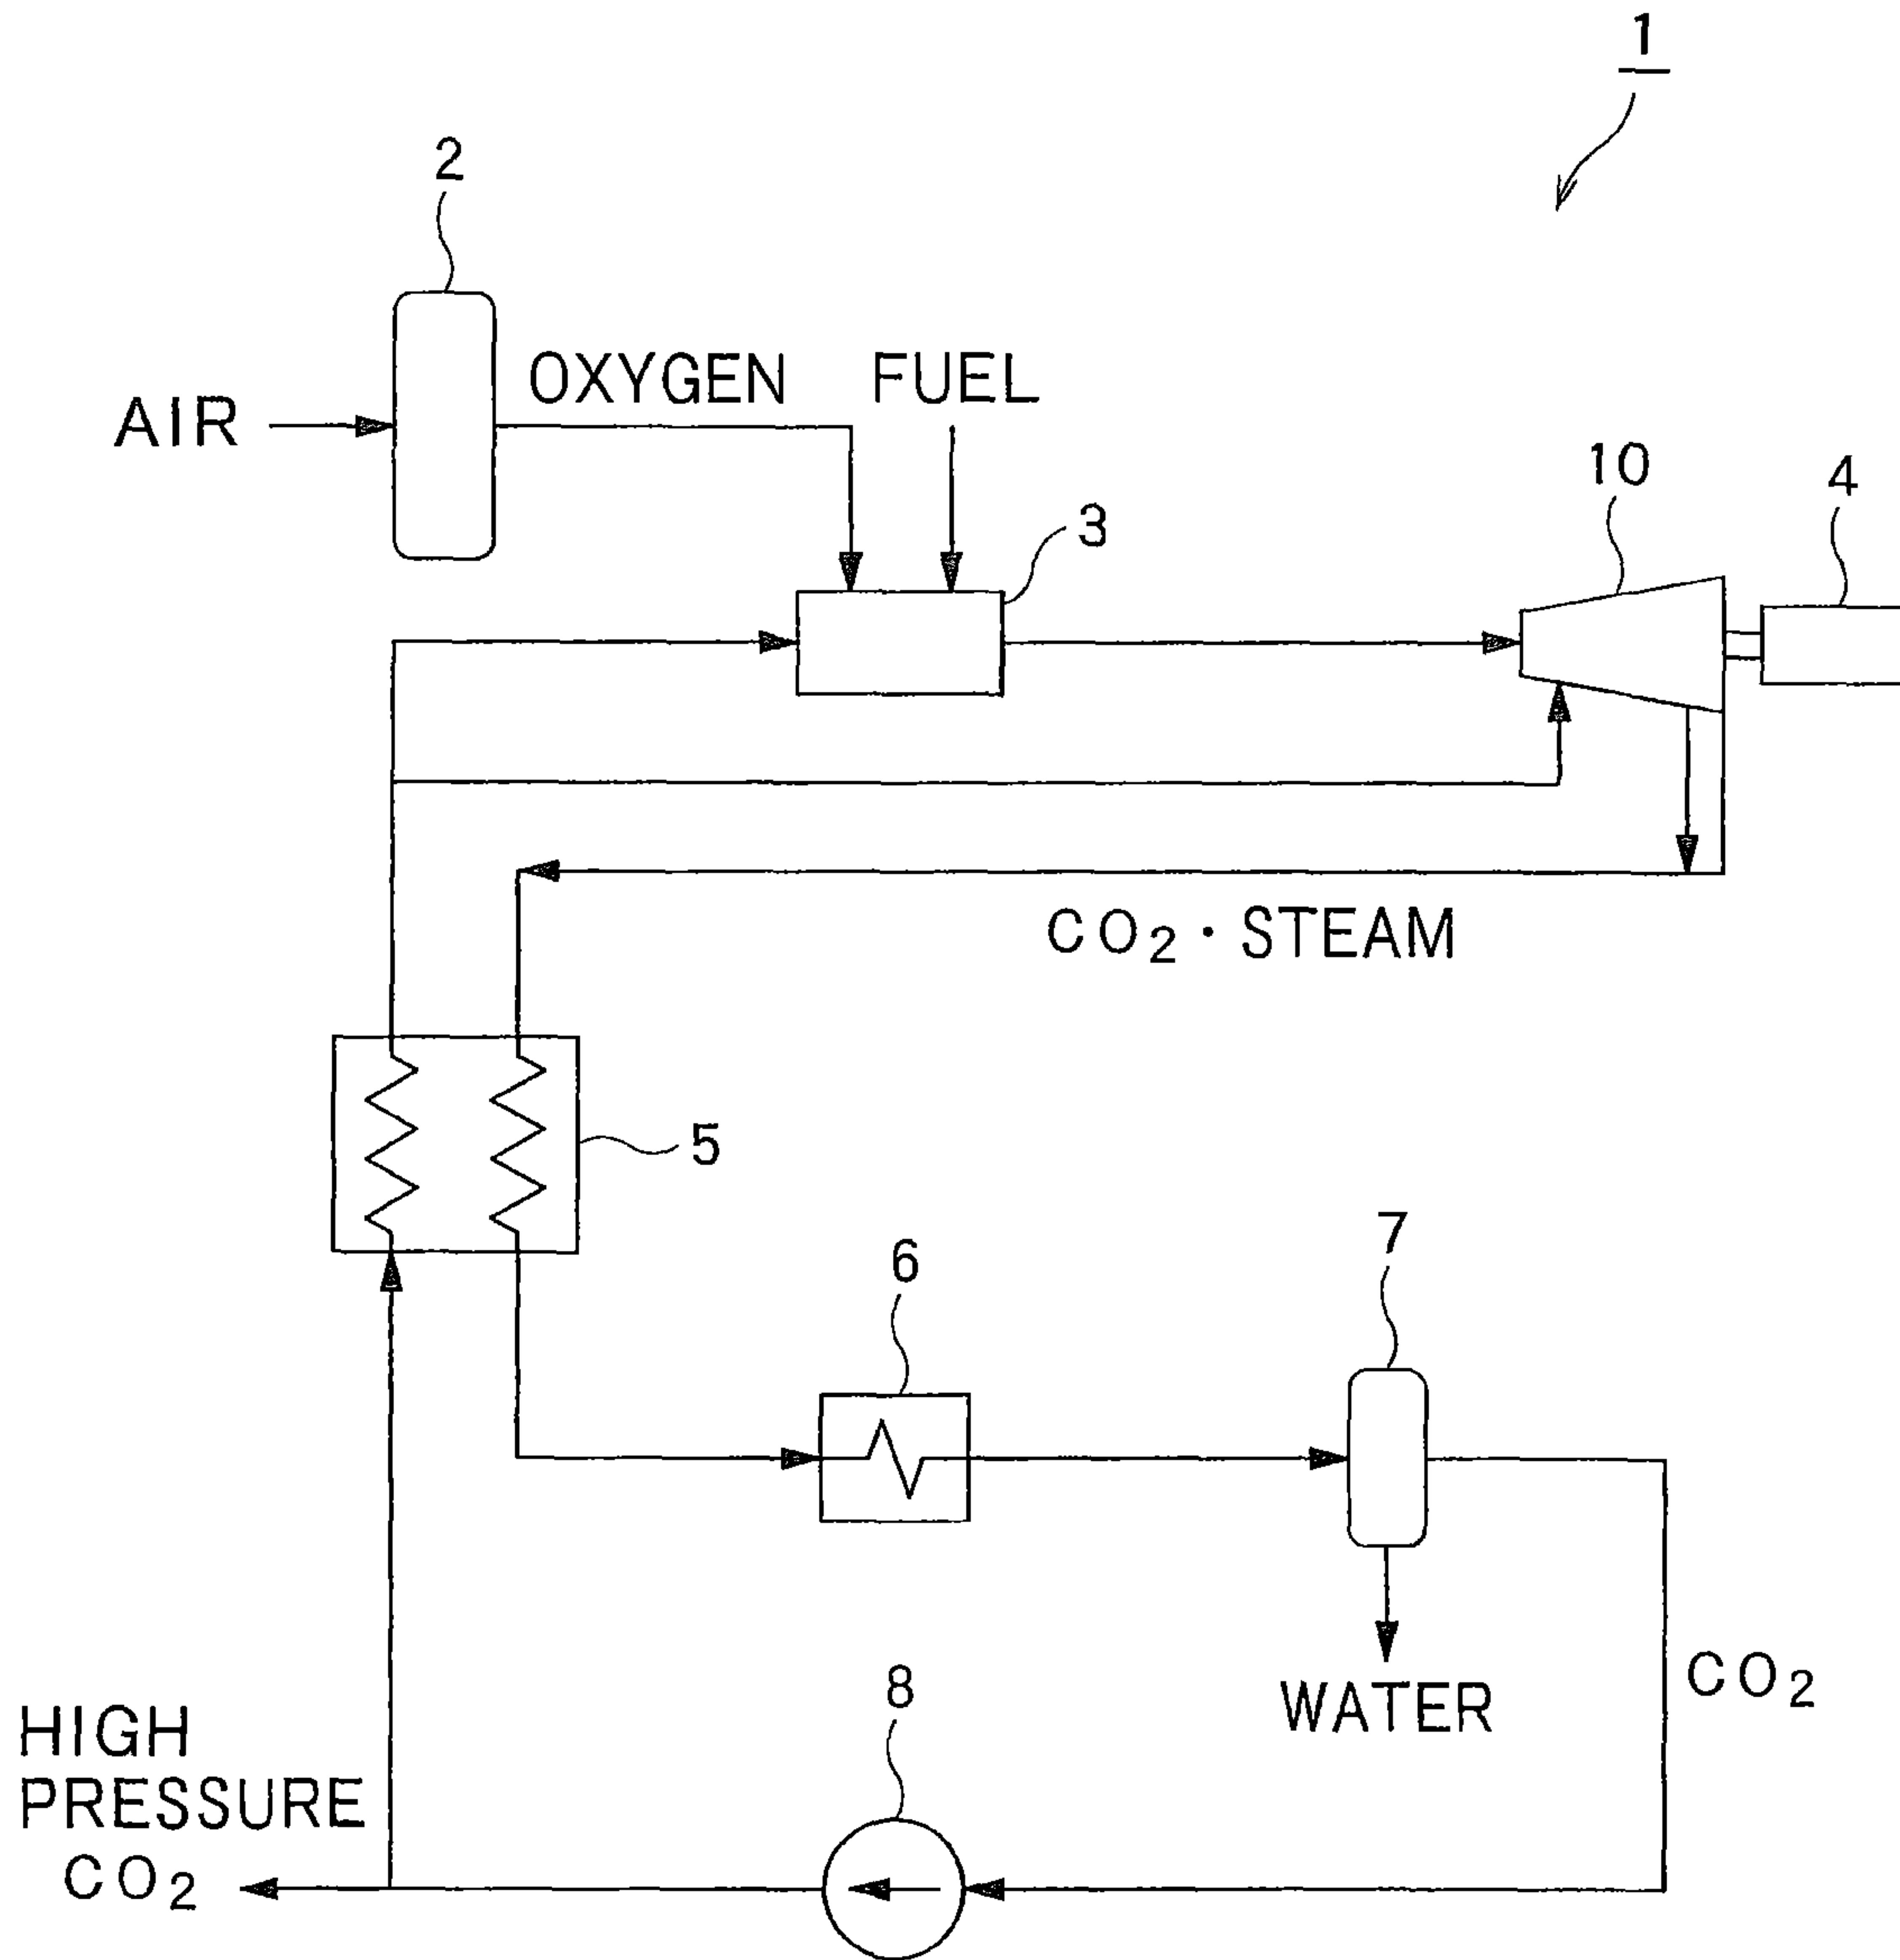 1
2
OXYGEN FUEL
AIR
10
4
3
CO₂・STEAM
5
7
6
CO₂
WATER
8
HIGH
PRESSURE
CO₂